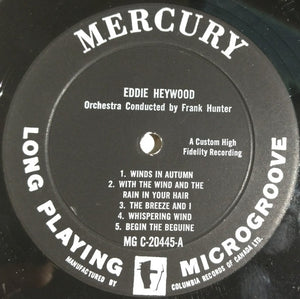 MERCURY
EDDIE HEYWOOD
Orchestra Conducted by Frank Hunter
A Custom High
Fidelity Recording
1. WINDS IN AUTUMN
2. WITH THE WIND AND THE
RAIN IN YOUR HAIR
3. THE BREEZE AND I
4. WHISPERING WIND
5. BEGIN THE BEGUINE
MG C-20445-A
LONG PLAYING
MICROGROOVE
MANUFACTURED BY
COLUMBIA RECORDS OF CANADA LTD.